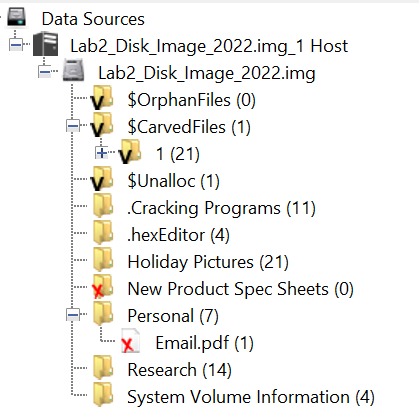 Data Sources
Lab2_Disk_Image_2022.img_1 Host
Lab2_Disk_Image_2022.img
$OrphanFiles (0)
$CarvedFiles (1)
1 (21)
$Unalloc (1)
.Cracking Programs (11)
.hexEditor (4)
Holiday Pictures (21)
New Product Spec Sheets (0)
Personal (7)
Email.pdf (1)
Research (14)
System Volume Information (4)